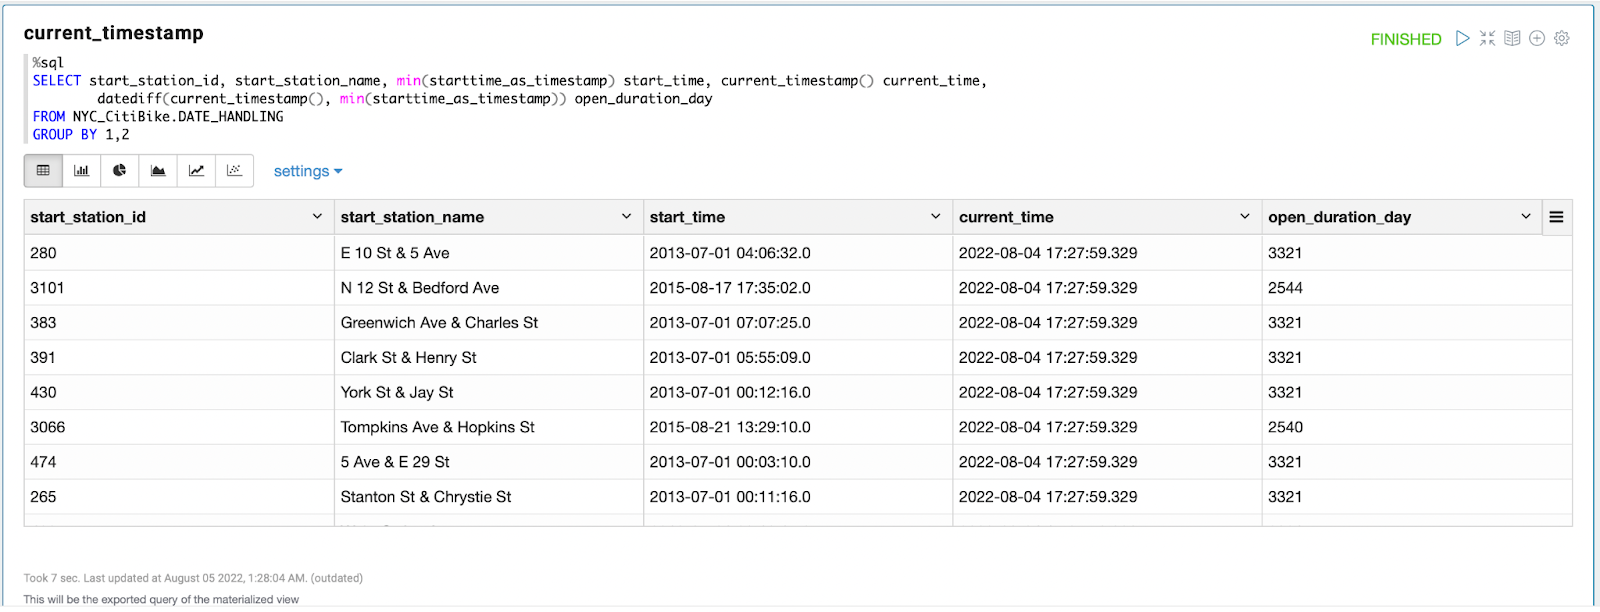 current_timestamp
FINISHED
%sql
SELECT start_station_id, start_station_name, min(starttime_as_timestamp) start_time, current_timestamp() current_time,
datediff(current_timestamp(), min(starttime_as_timestamp)) open_duration_day
FROM NYC_CitiBike.DATE_HANDLING
GROUP BY 1,2
settings
start_station_id start_station_name start_time current_time open_duration_day
280 E 10 St & 5 Ave 2013-07-01 04:06:32.0 2022-08-04 17:27:59.329 3321
3101 N 12 St & Bedford Ave 2015-08-17 17:35:02.0 2022-08-04 17:27:59.329 2544
383 Greenwich Ave & Charles St 2013-07-01 07:07:25.0 2022-08-04 17:27:59.329 3321
391 Clark St & Henry St 2013-07-01 05:55:09.0 2022-08-04 17:27:59.329 3321
430 York St & Jay St 2013-07-01 00:12:16.0 2022-08-04 17:27:59.329 3321
3066 Tompkins Ave & Hopkins St 2015-08-21 13:29:10.0 2022-08-04 17:27:59.329 2540
474 5 Ave & E 29 St 2013-07-01 00:03:10.0 2022-08-04 17:27:59.329 3321
265 Stanton St & Chrystie St 2013-07-01 00:11:16.0 2022-08-04 17:27:59.329 3321
Took 7 sec. Last updated at August 05 2022, 1:28:04 AM. (outdated)
This will be the exported query of the materialized view